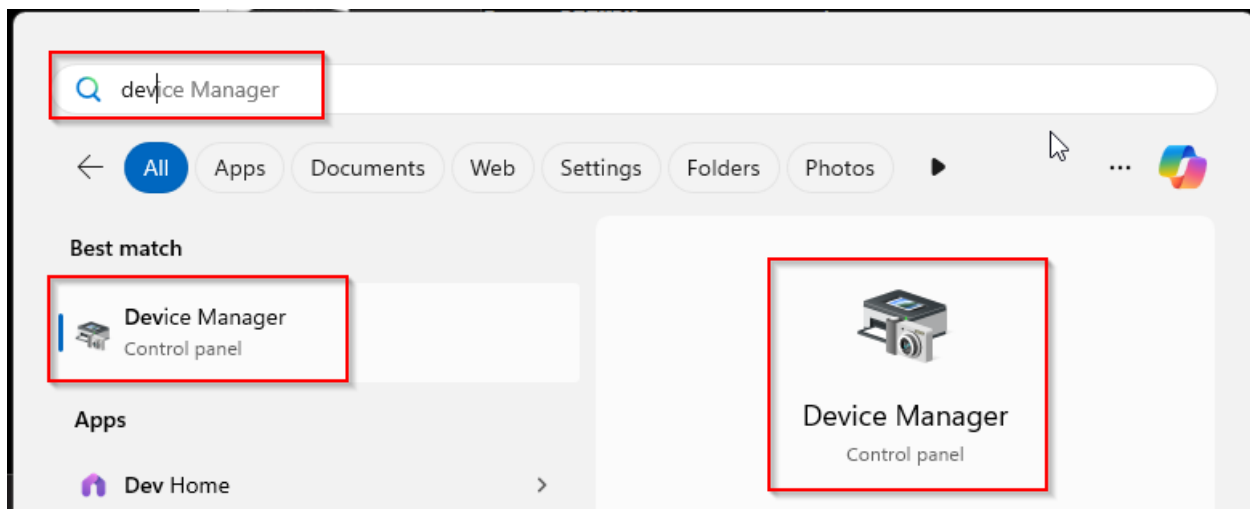 device Manager
All Apps Documents Web Settings Folders Photos
Best match
Device Manager
Control panel
Apps
Dev Home
Device Manager
Control panel